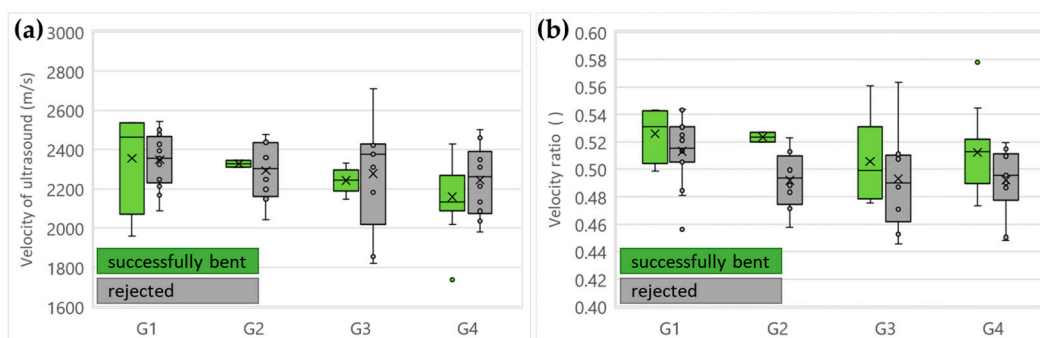 (a)
Velocity of ultrasound (m/s)
3000
2800
2600
2400
2200
2000
1800
1600
successfully bent
rejected
G1 G2 G3 G4
(b)
Velocity ratio ( )
0.60
0.58
0.56
0.54
0.52
0.50
0.48
0.46
0.44
0.42
0.40
successfully bent
rejected
G1 G2 G3 G4